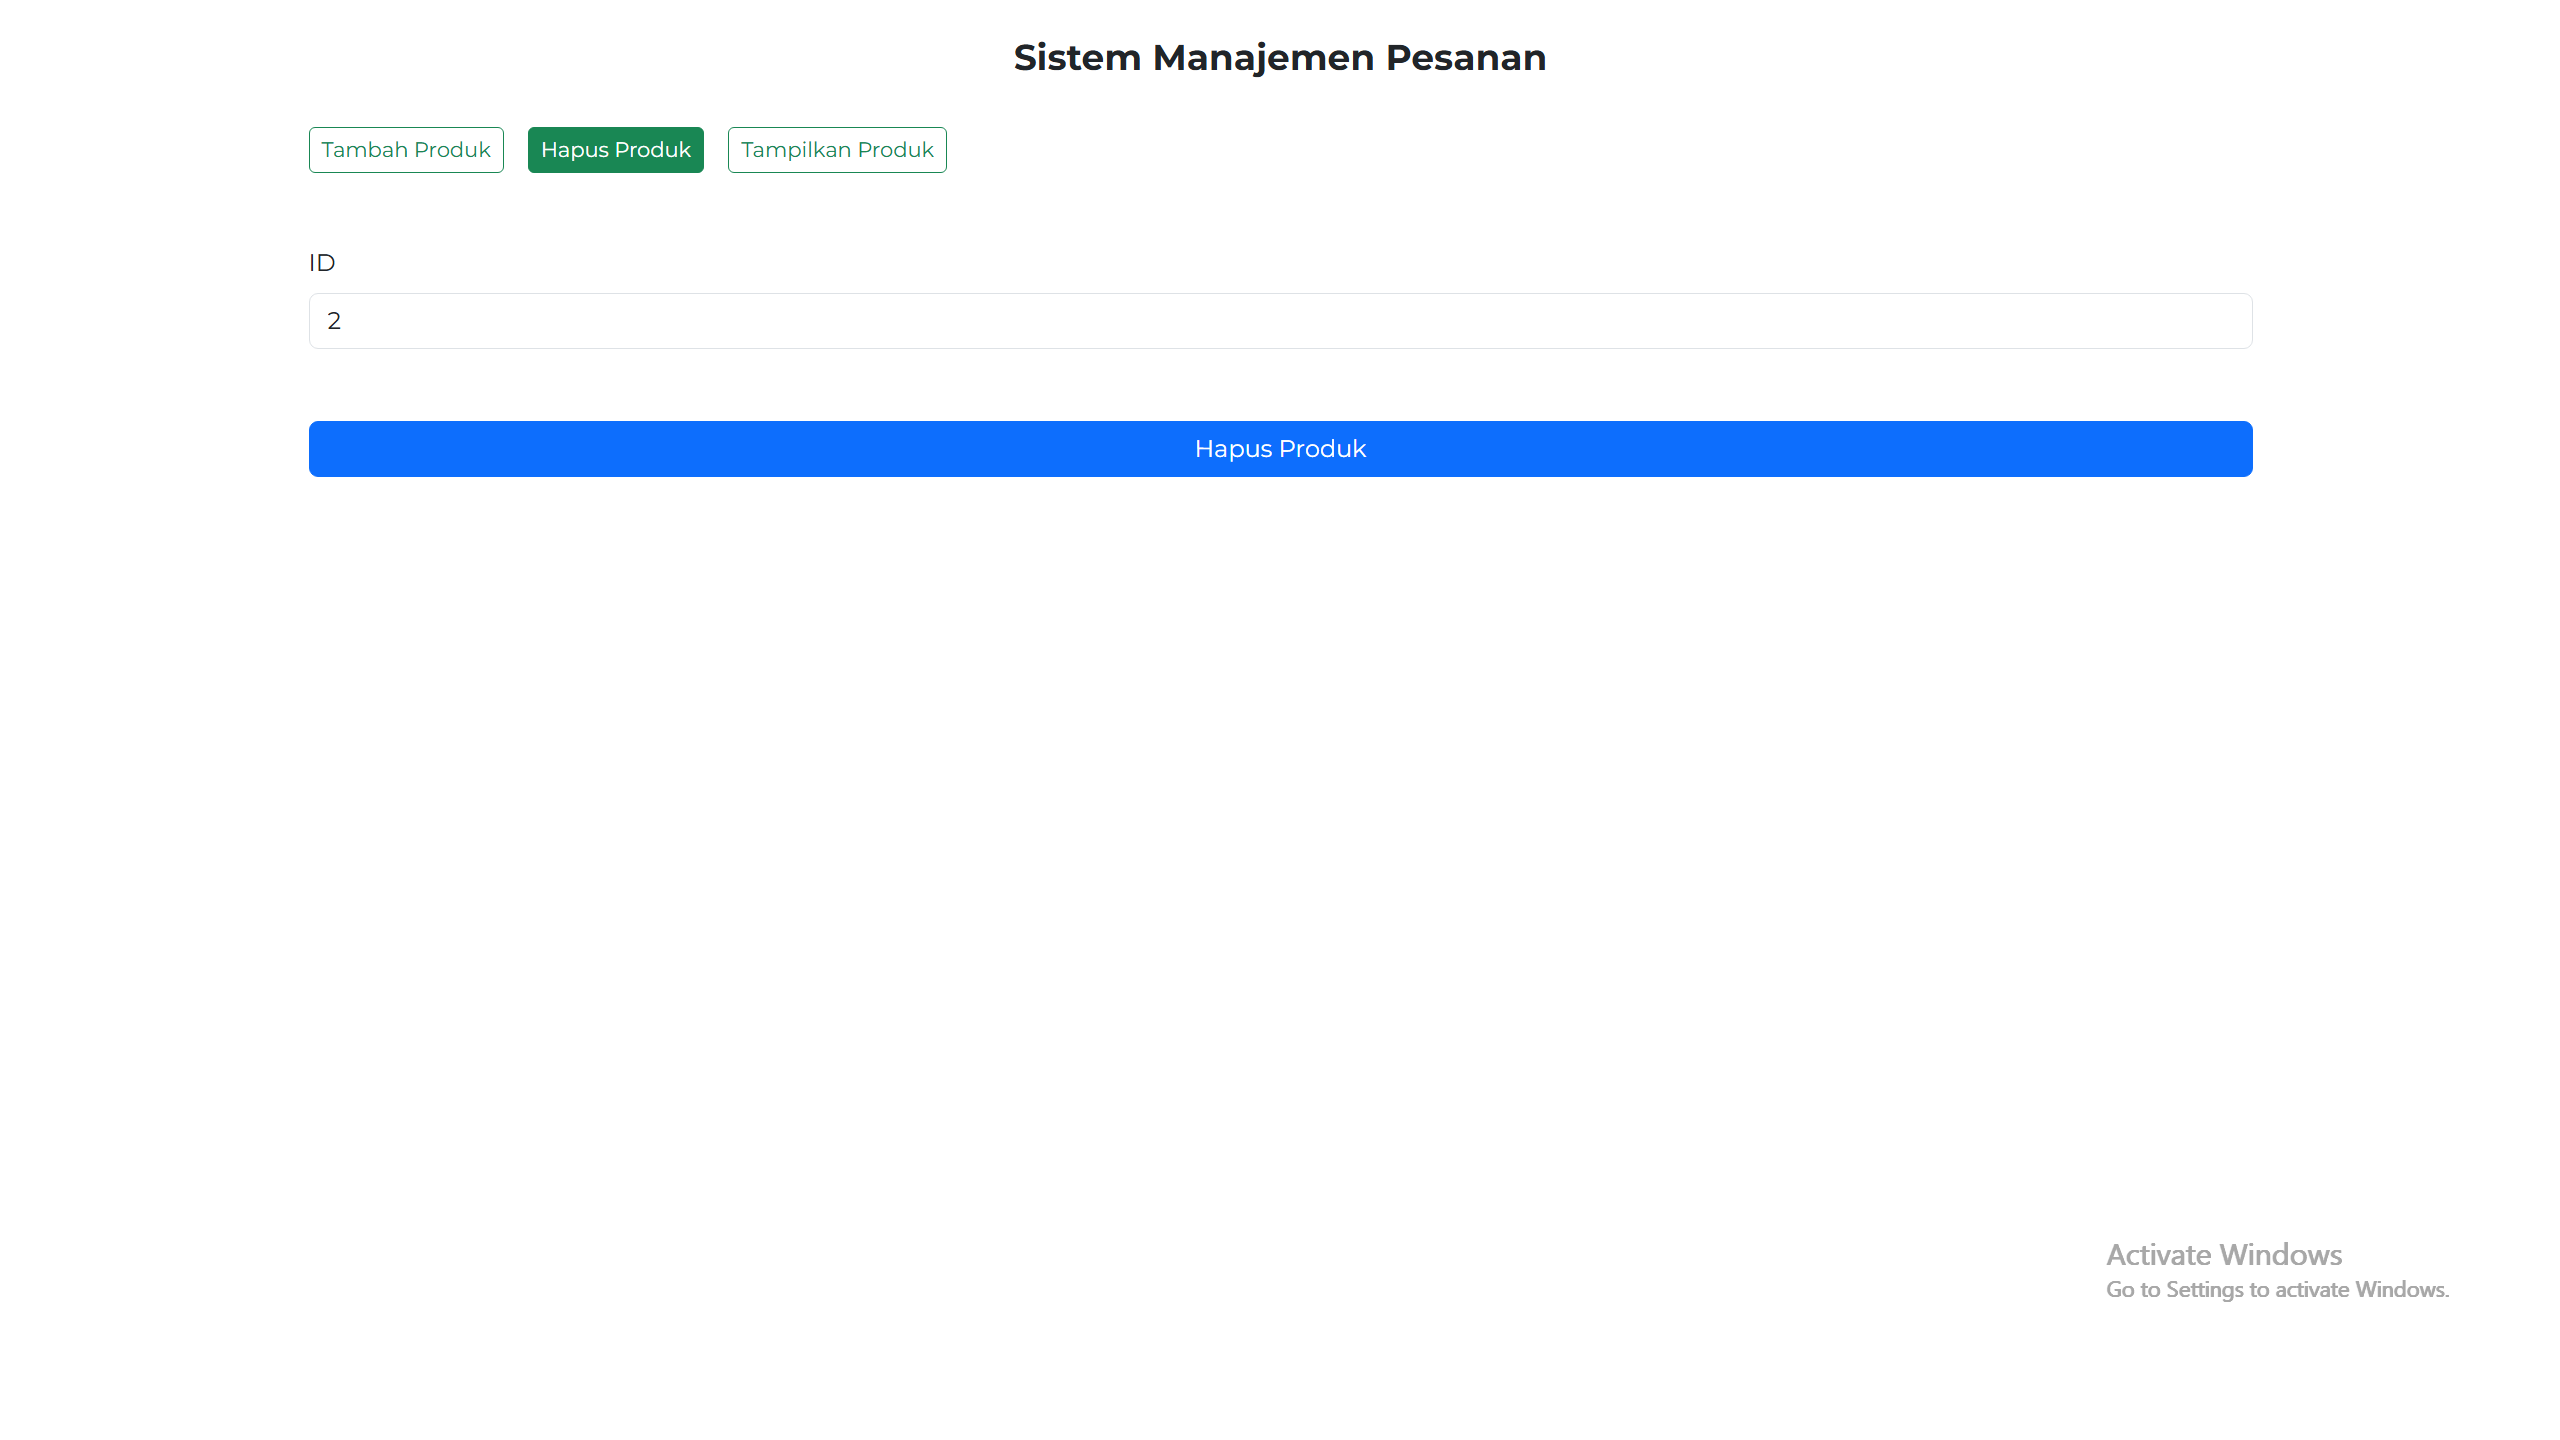 Sistem Manajemen Pesanan
Tambah Produk
Hapus Produk
Tampilkan Produk
ID
2
Hapus Produk
Activate Windows
Go to Settings to activate Windows.